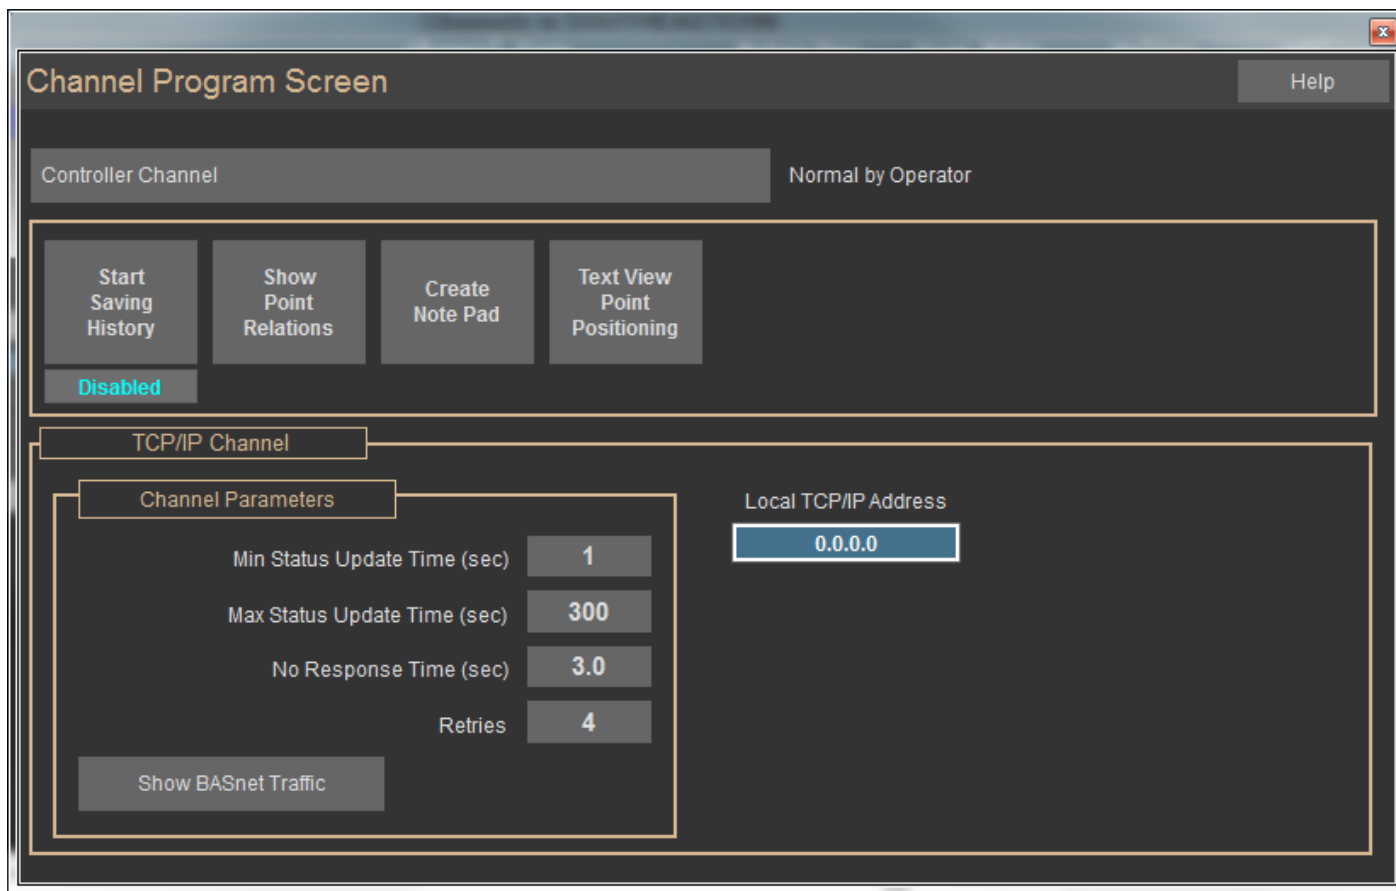 Channel Program Screen
Help
Controller Channel
Normal by Operator
Start
Saving
History
Show
Point
Relations
Create
Note Pad
Text View
Point
Positioning
Disabled
TCP/IP Channel
Channel Parameters
Min Status Update Time (sec) 1
Max Status Update Time (sec) 300
No Response Time (sec) 3.0
Retries 4
Show BASnet Traffic
Local TCP/IP Address
0.0.0.0